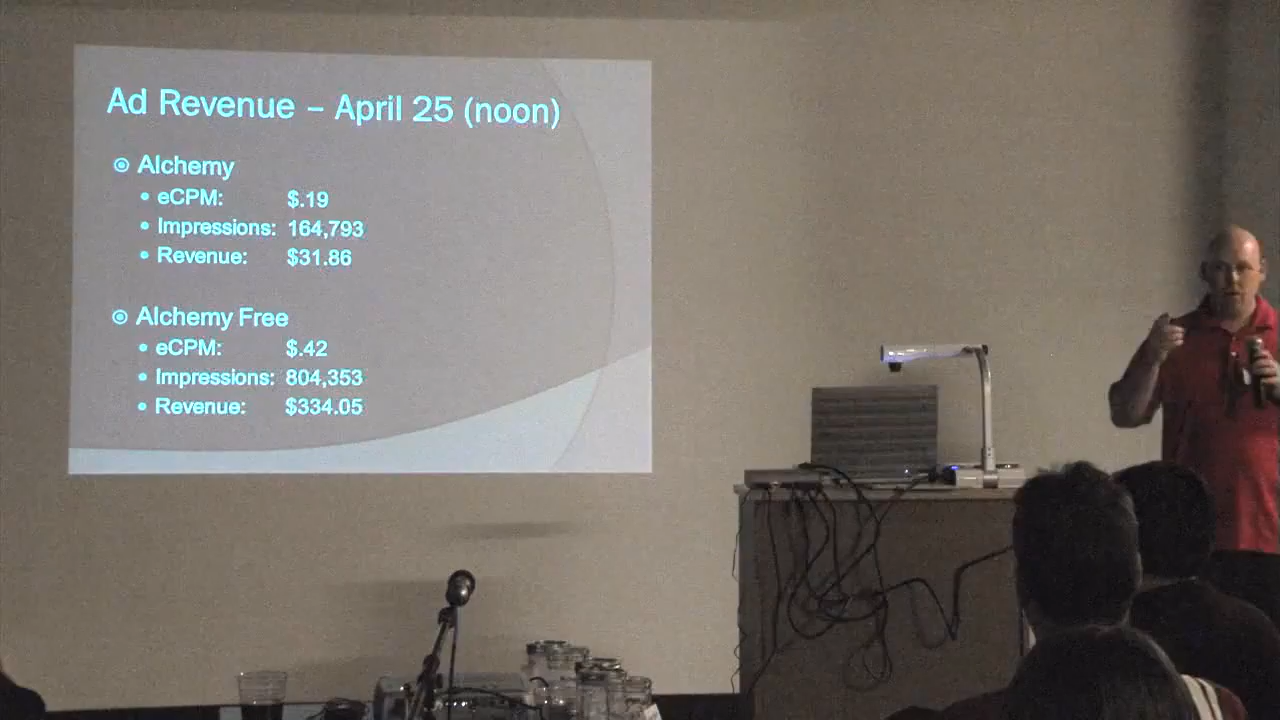 Ad Revenue – April 25 (noon)
Alchemy
eCPM: $.19
Impressions: 164,793
Revenue: $31.86
Alchemy Free
eCPM: $.42
Impressions: 804,353
Revenue: $334.05